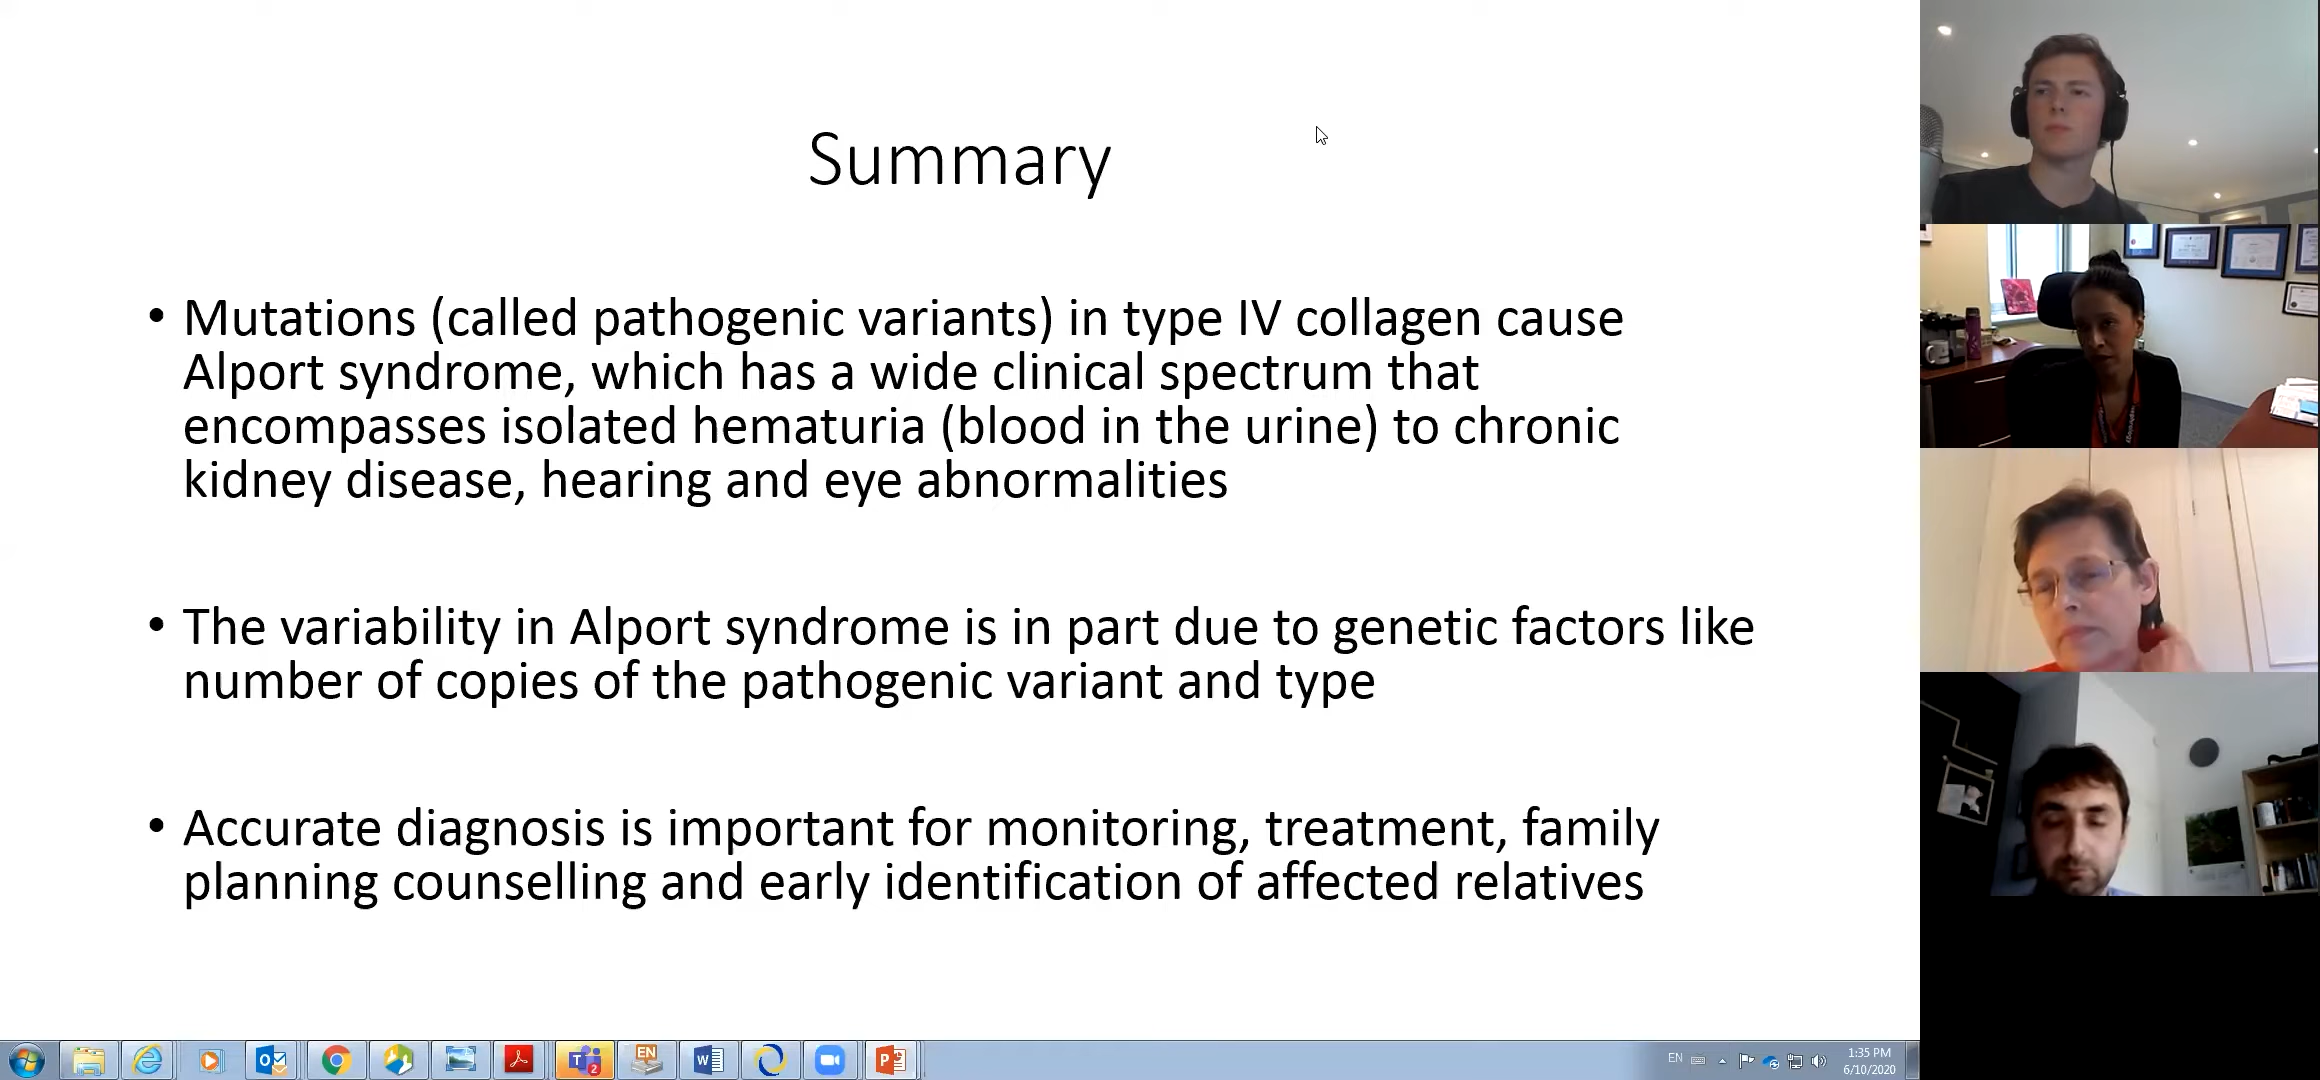 Summary
• Mutations (called pathogenic variants) in type IV collagen cause
Alport syndrome, which has a wide clinical spectrum that
encompasses isolated hematuria (blood in the urine) to chronic
kidney disease, hearing and eye abnormalities
• The variability in Alport syndrome is in part due to genetic factors like
number of copies of the pathogenic variant and type
• Accurate diagnosis is important for monitoring, treatment, family
planning counselling and early identification of affected relatives
EN
2
EN
1:35 PM
6/10/2020